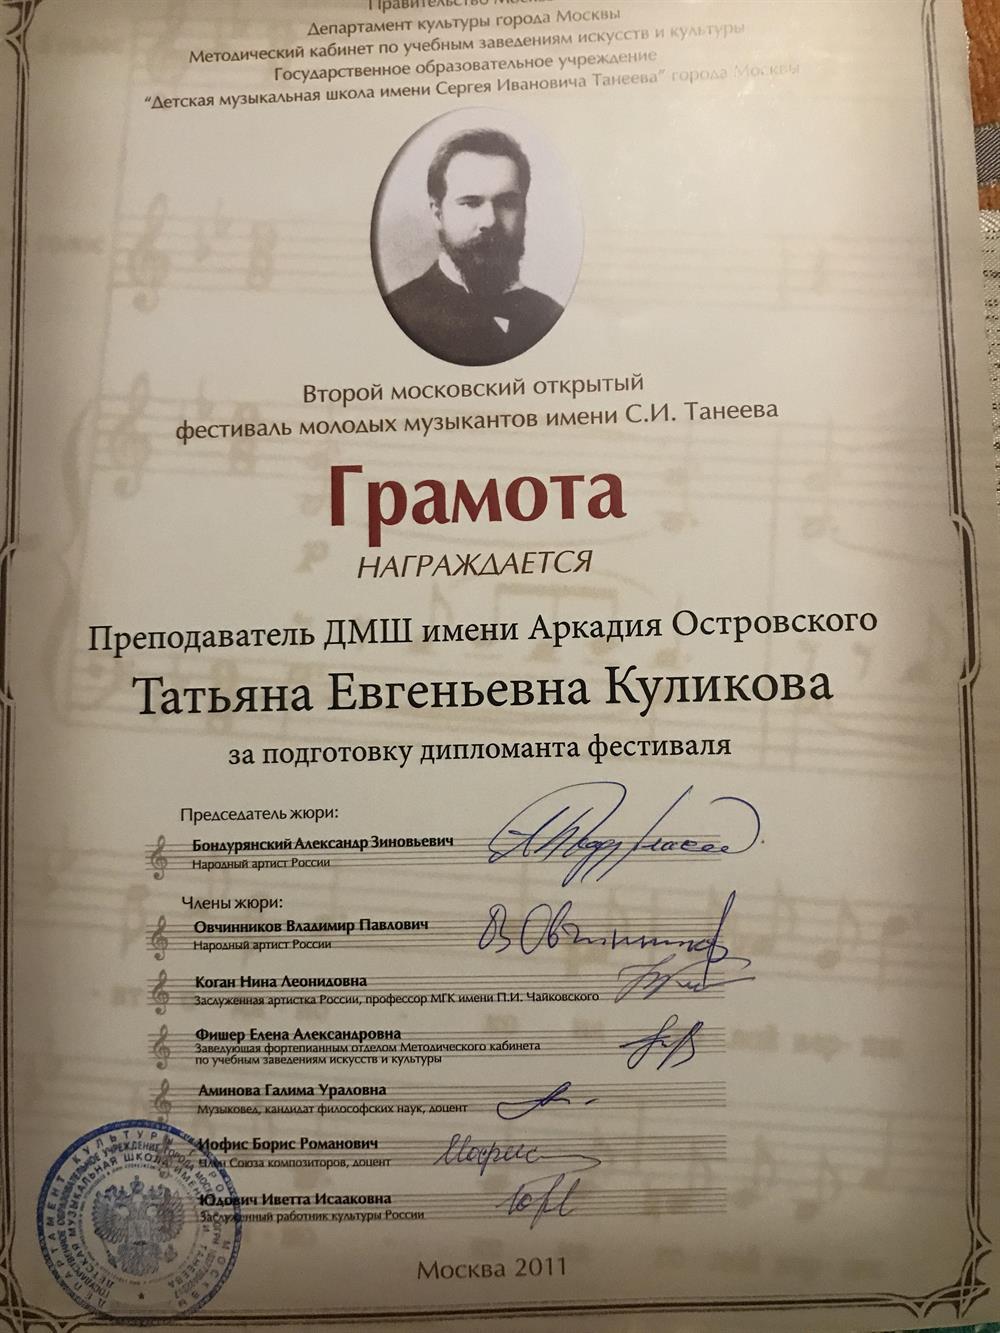 Правительство Москвы
Департамент культуры города Москвы
Методический кабинет по учебным заведениям искусств и культуры
Государственное образовательное учреждение
“Детская музыкальная школа имени Сергея Ивановича Танеева” города Москвы
Второй московский открытый
фестиваль молодых музыкантов имени С.И. Танеева
Грамота
НАГРАЖДАЕТСЯ
Преподаватель ДМШ имени Аркадия Островского
Татьяна Евгеньевна Куликова
за подготовку дипломанта фестиваля
Председатель жюри:
Бондурянский Александр Зиновьевич
Народный артист России
Члены жюри:
Овчинников Владимир Павлович
Народный артист России
В Овчинников
Коган Нина Леонидовна
Заслуженная артистка России, профессор МГК имени П.И. Чайковского
Фишер Елена Александровна
Заведующая фортепианным отделом Методического кабинета
по учебным заведениям искусств и культуры
Аминова Галима Ураловна
Музыковед, кандидат философских наук, доцент
Иофис Борис Романович
Член Союза композиторов, доцент
Юдович Иветта Исааковна
Заслуженный работник культуры России
Москва 2011